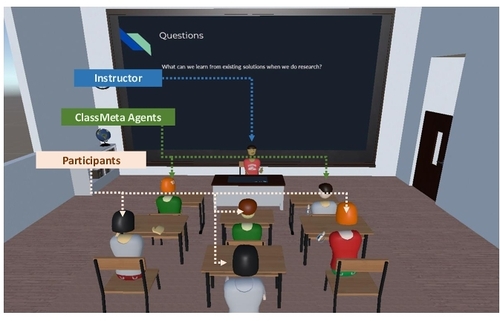 Questions
What can we learn from existing solutions when we do research?
Instructor
ClassMeta Agents
Participants